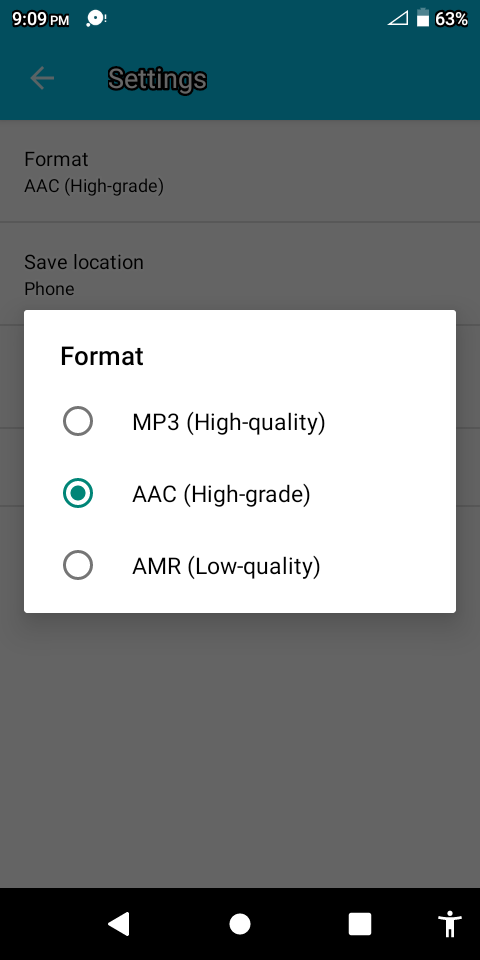 9:09 PM
63%
Settings
Format
AAC (High-grade)
Save location
Phone
Format
MP3 (High-quality)
AAC (High-grade)
AMR (Low-quality)